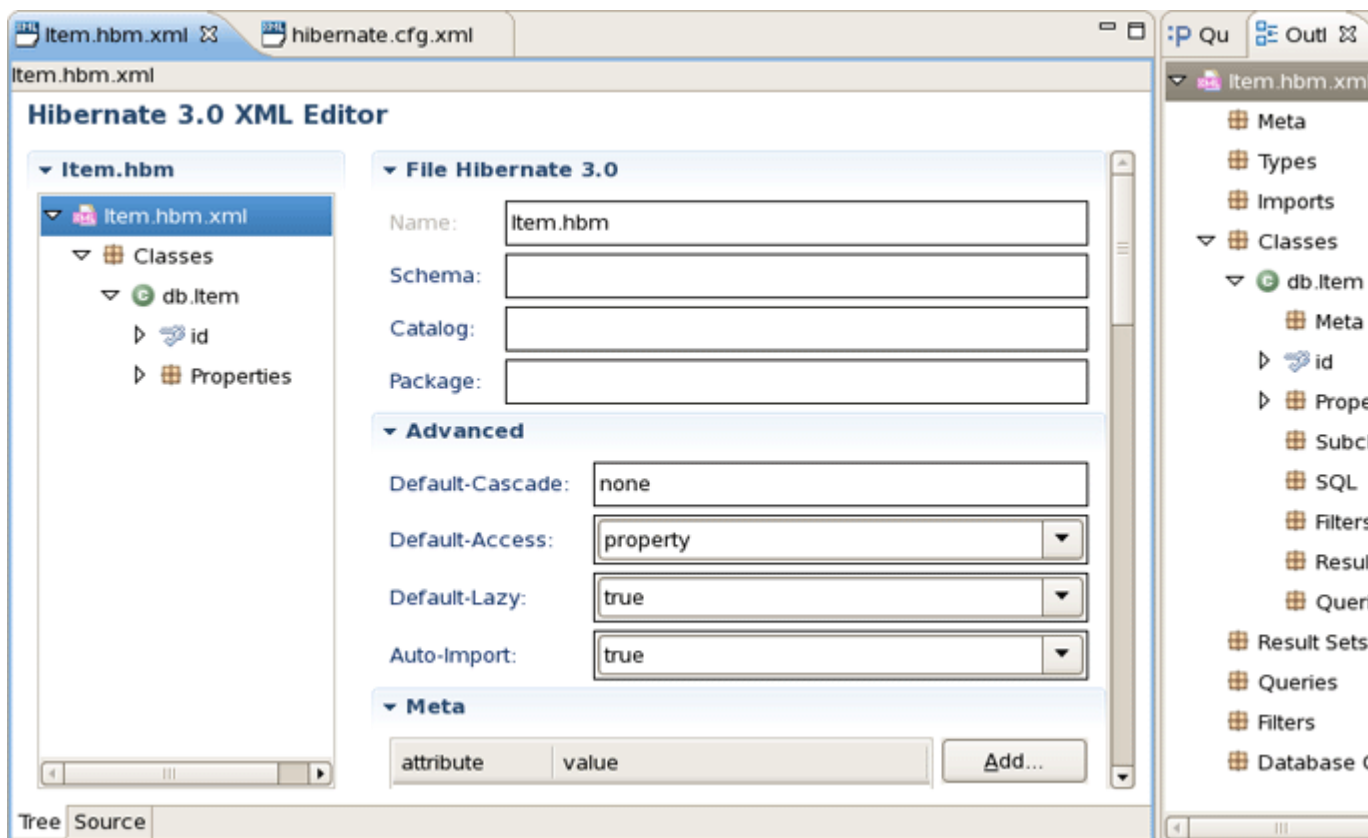 Item.hbm.xml
hibernate.cfg.xml
Item.hbm.xml
Hibernate 3.0 XML Editor
Item.hbm
Item.hbm.xml
Classes
db.Item
id
Properties
File Hibernate 3.0
Name: Item.hbm
Schema:
Catalog:
Package:
Advanced
Default-Cascade: none
Default-Access: property
Default-Lazy: true
Auto-Import: true
Meta
attribute value Add...
Tree Source
Qu Outl
Item.hbm.xm
Meta
Types
Imports
Classes
db.Item
Meta
id
Prope
Subcl
SQL
Filters
Resul
Queri
Result Sets
Queries
Filters
Database